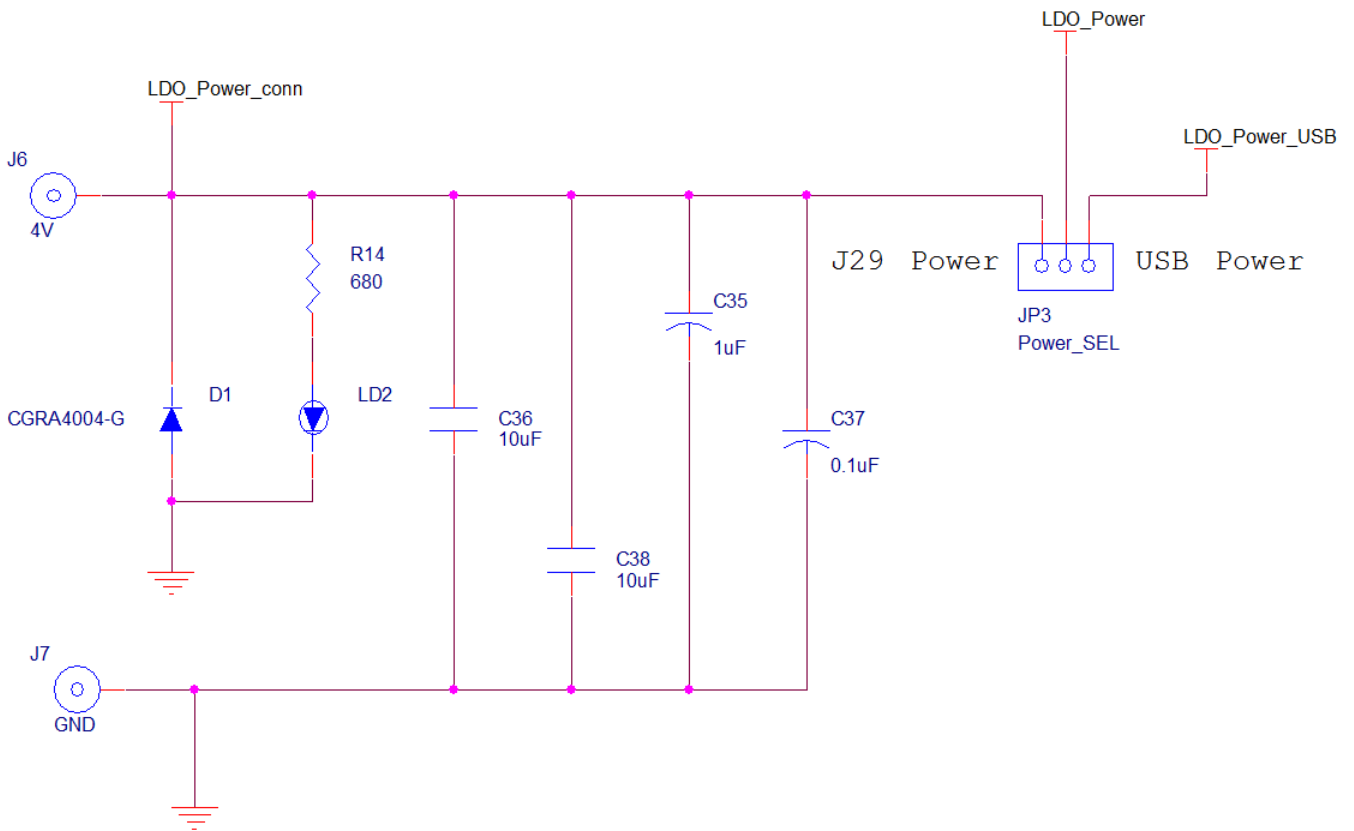 LDO_Power
LDO_Power_conn
LDO_Power_USB
J6
4V
R14
680
J29 Power
USB Power
C35
1uF
JP3
Power_SEL
D1
LD2
CGRA4004-G
C36
10uF
C37
0.1uF
C38
10uF
J7
GND